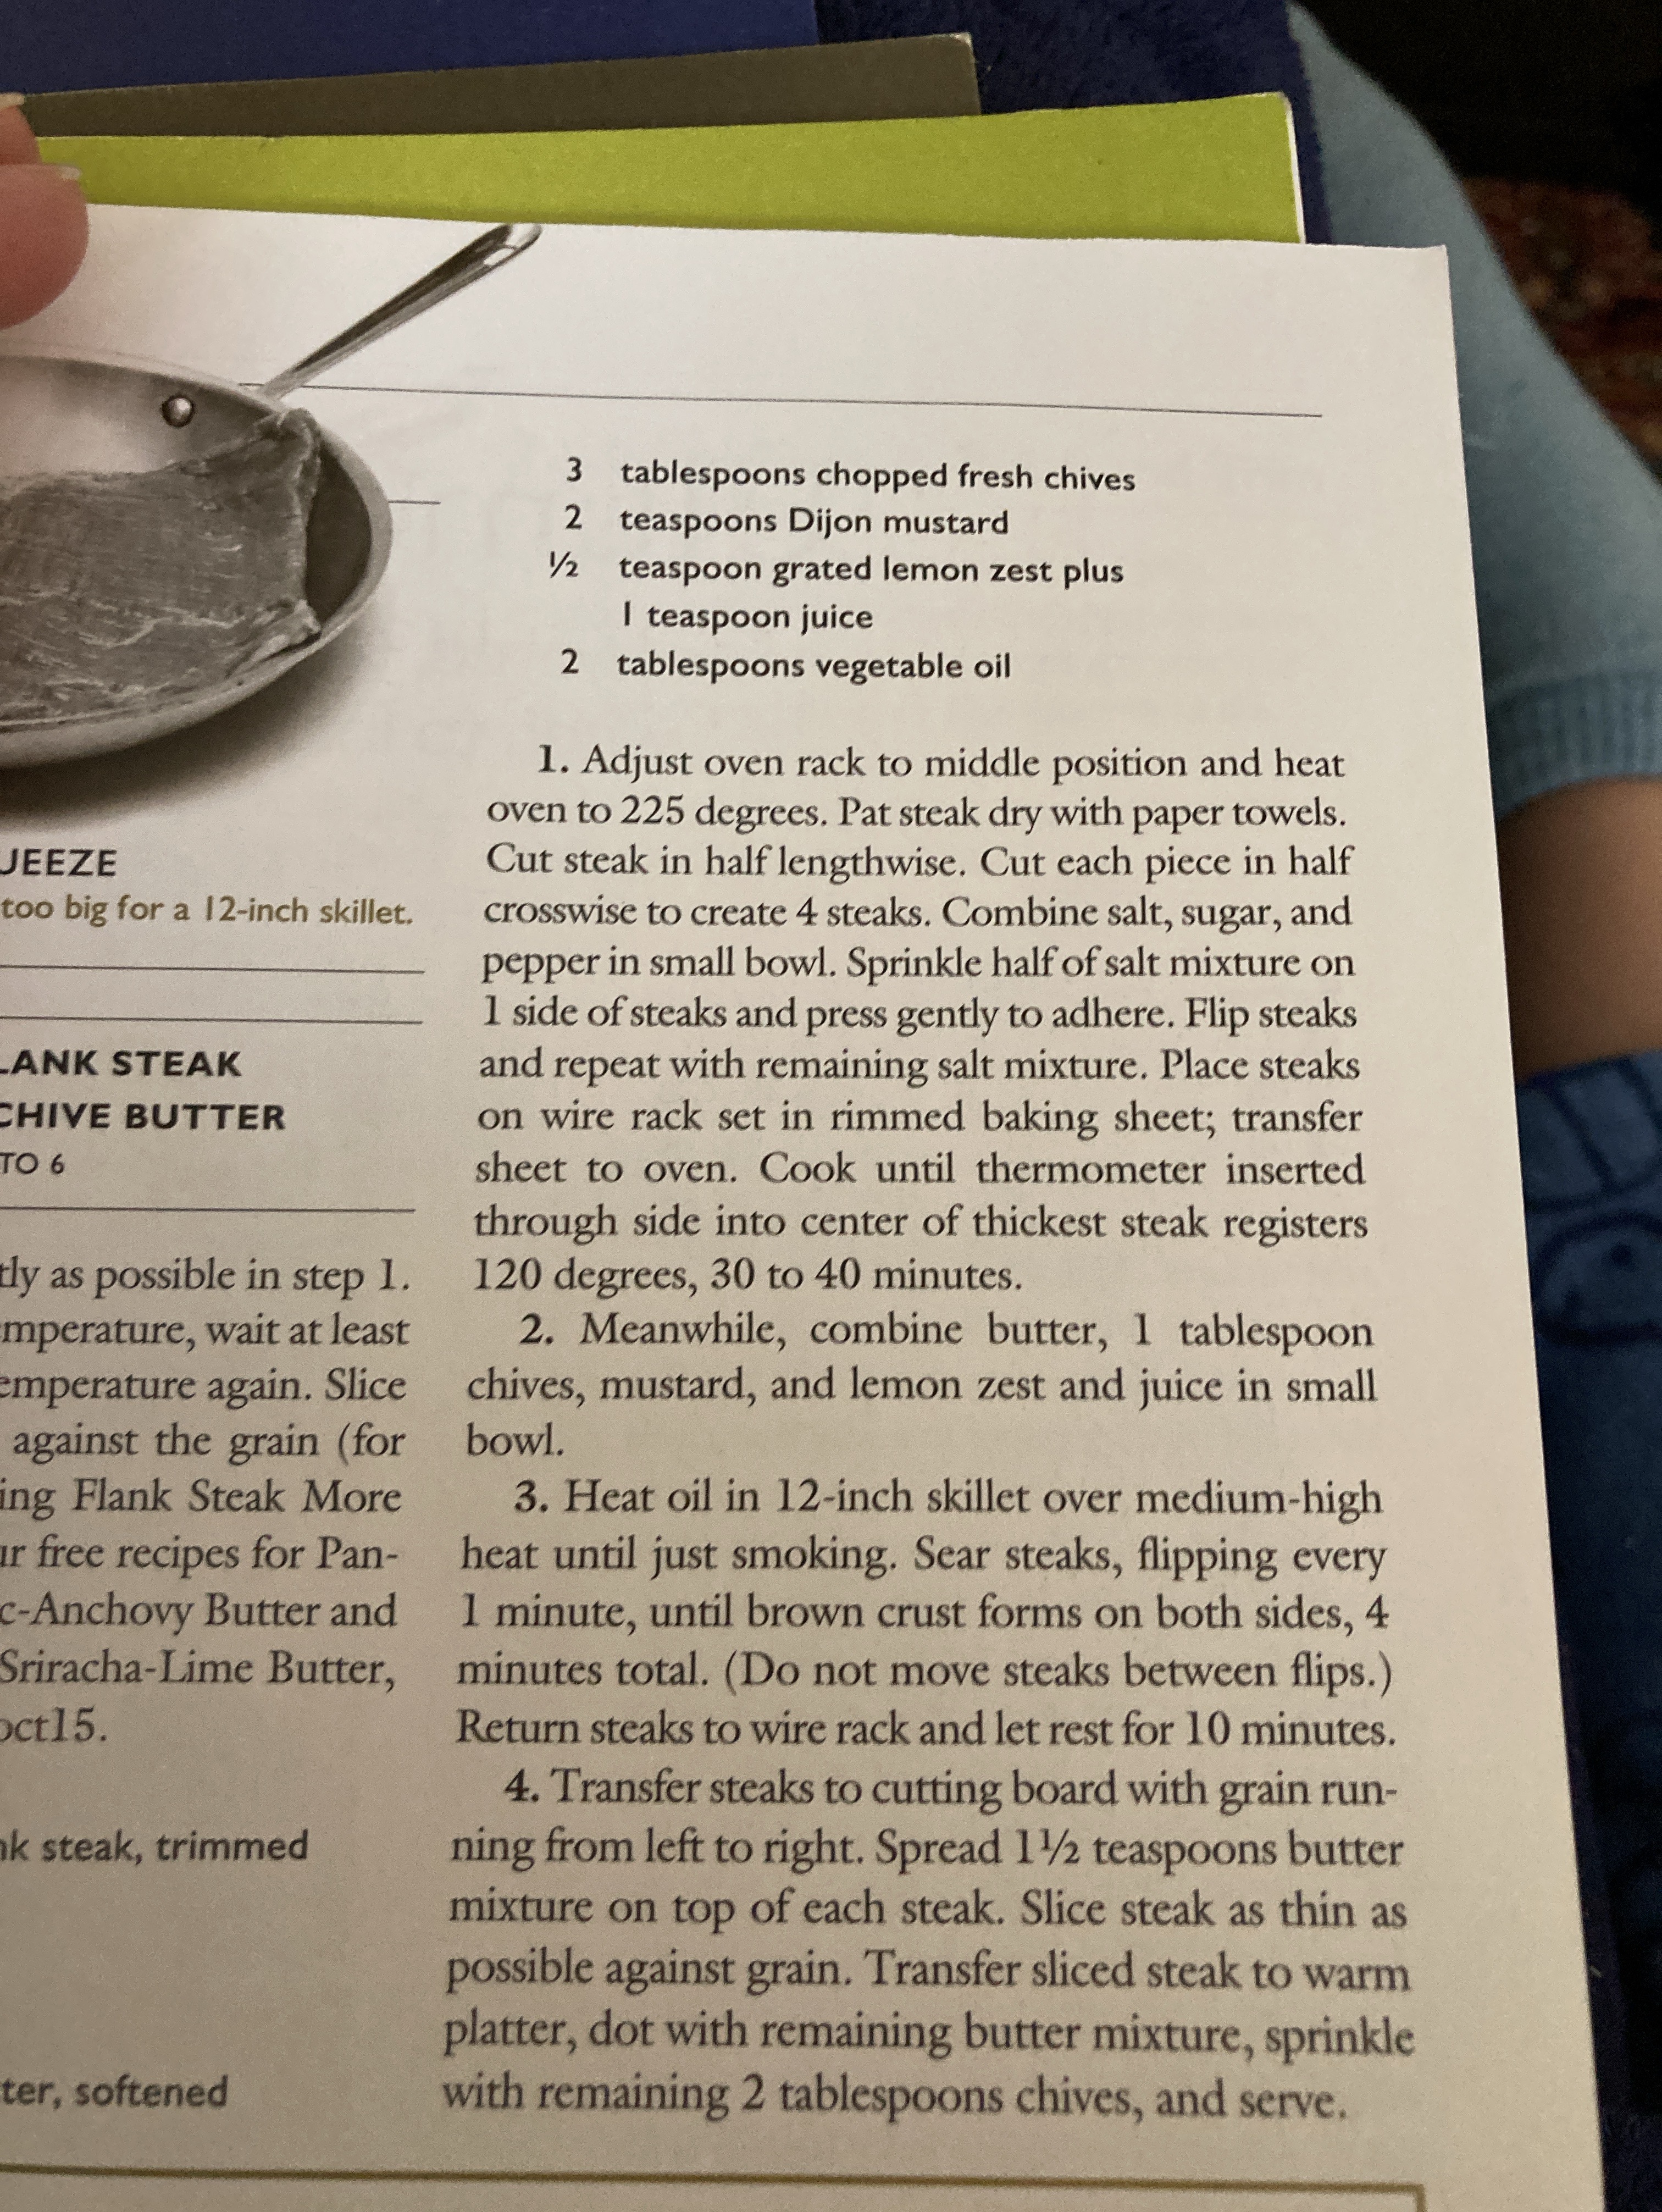 too big for a 12-inch skillet.
STEAK
CHIVE BUTTER
TO 6
as possible in step 1.
wait at least
again. Slice
against the grain (for
Flank Steak More
free recipes for Pan-
Butter and
Sriracha-Lime Butter,
steak, trimmed
softened
3 tablespoons chopped fresh chives
2 teaspoons Dijon mustard
½ teaspoon grated lemon zest plus
1 teaspoon juice
2 tablespoons vegetable oil
1. Adjust oven rack to middle position and heat
oven to 225 degrees. Pat steak dry with paper towels.
Cut steak in half lengthwise. Cut each piece in half
crosswise to create 4 steaks. Combine salt, sugar, and
pepper in small bowl. Sprinkle half of salt mixture on
1 side of steaks and press gently to adhere. Flip steaks
and repeat with remaining salt mixture. Place steaks
on wire rack set in rimmed baking sheet; transfer
sheet to oven. Cook until thermometer inserted
through side into center of thickest steak registers
120 degrees, 30 to 40 minutes.
2. Meanwhile, combine butter, 1 tablespoon
chives, mustard, and lemon zest and juice in small
bowl.
3. Heat oil in 12-inch skillet over medium-high
heat until just smoking. Sear steaks, flipping every
1 minute, until brown crust forms on both sides, 4
minutes total. (Do not move steaks between flips.)
Return steaks to wire rack and let rest for 10 minutes.
4. Transfer steaks to cutting board with grain run-
ning from left to right. Spread 1½ teaspoons butter
mixture on top of each steak. Slice steak as thin as
possible against grain. Transfer sliced steak to warm
platter, dot with remaining butter mixture, sprinkle
with remaining 2 tablespoons chives, and serve.